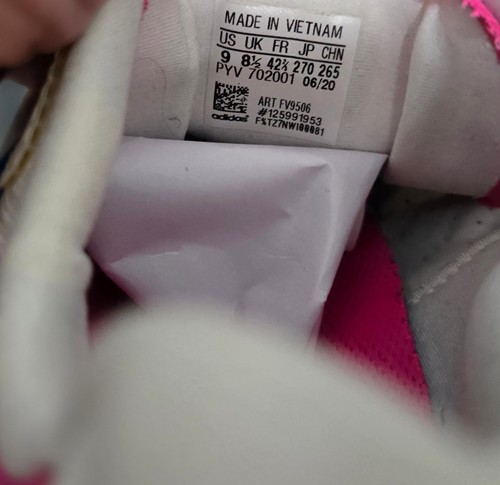 MADE IN VIETNAM
US UK FR JP CHN
9 8½ 42⅔ 270 265
PYV 702001 06/20
ART FV9506
#125991953
adidas